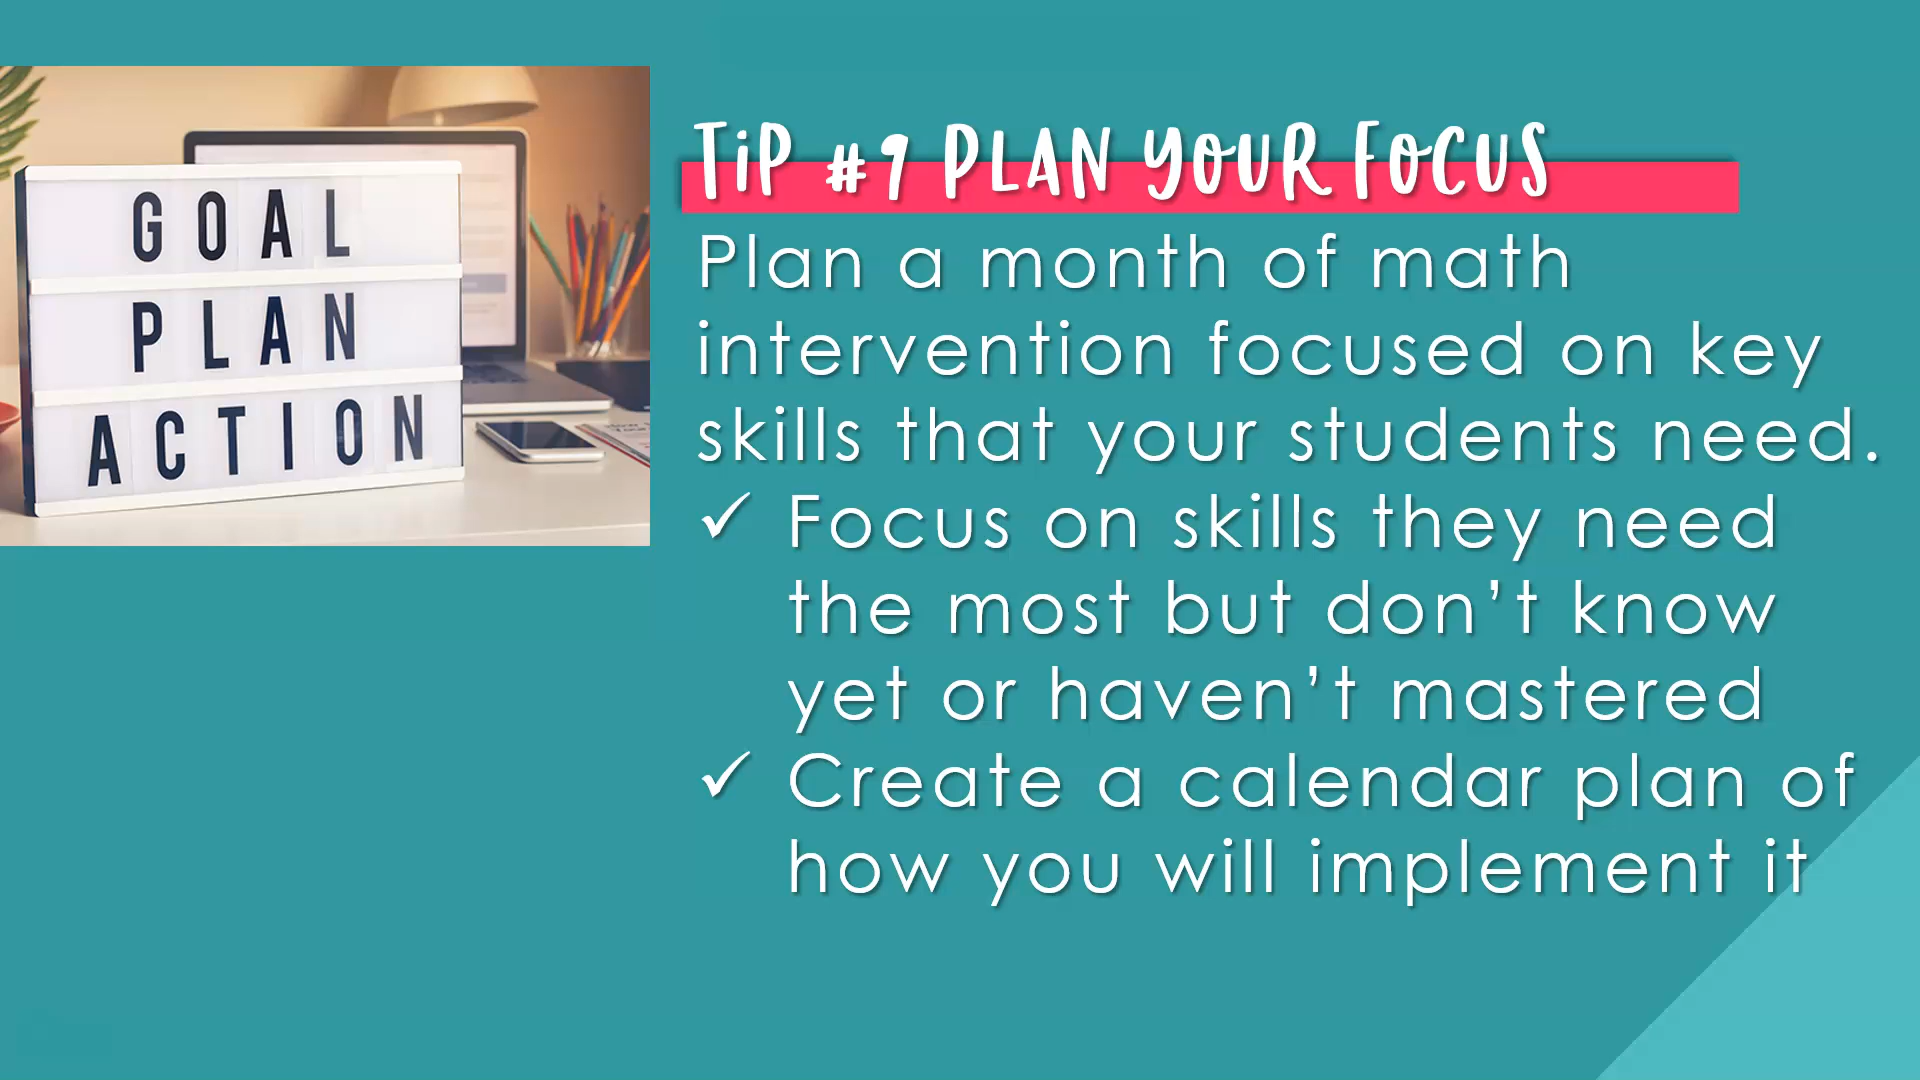 GOAL
PLAN
ACTION
TiP #9 PLAN YOUR FOCUS
Plan a month of math
intervention focused on key
skills that your students need.
✓ Focus on skills they need
the most but don’t know
yet or haven’t mastered
✓ Create a calendar plan of
how you will implement it